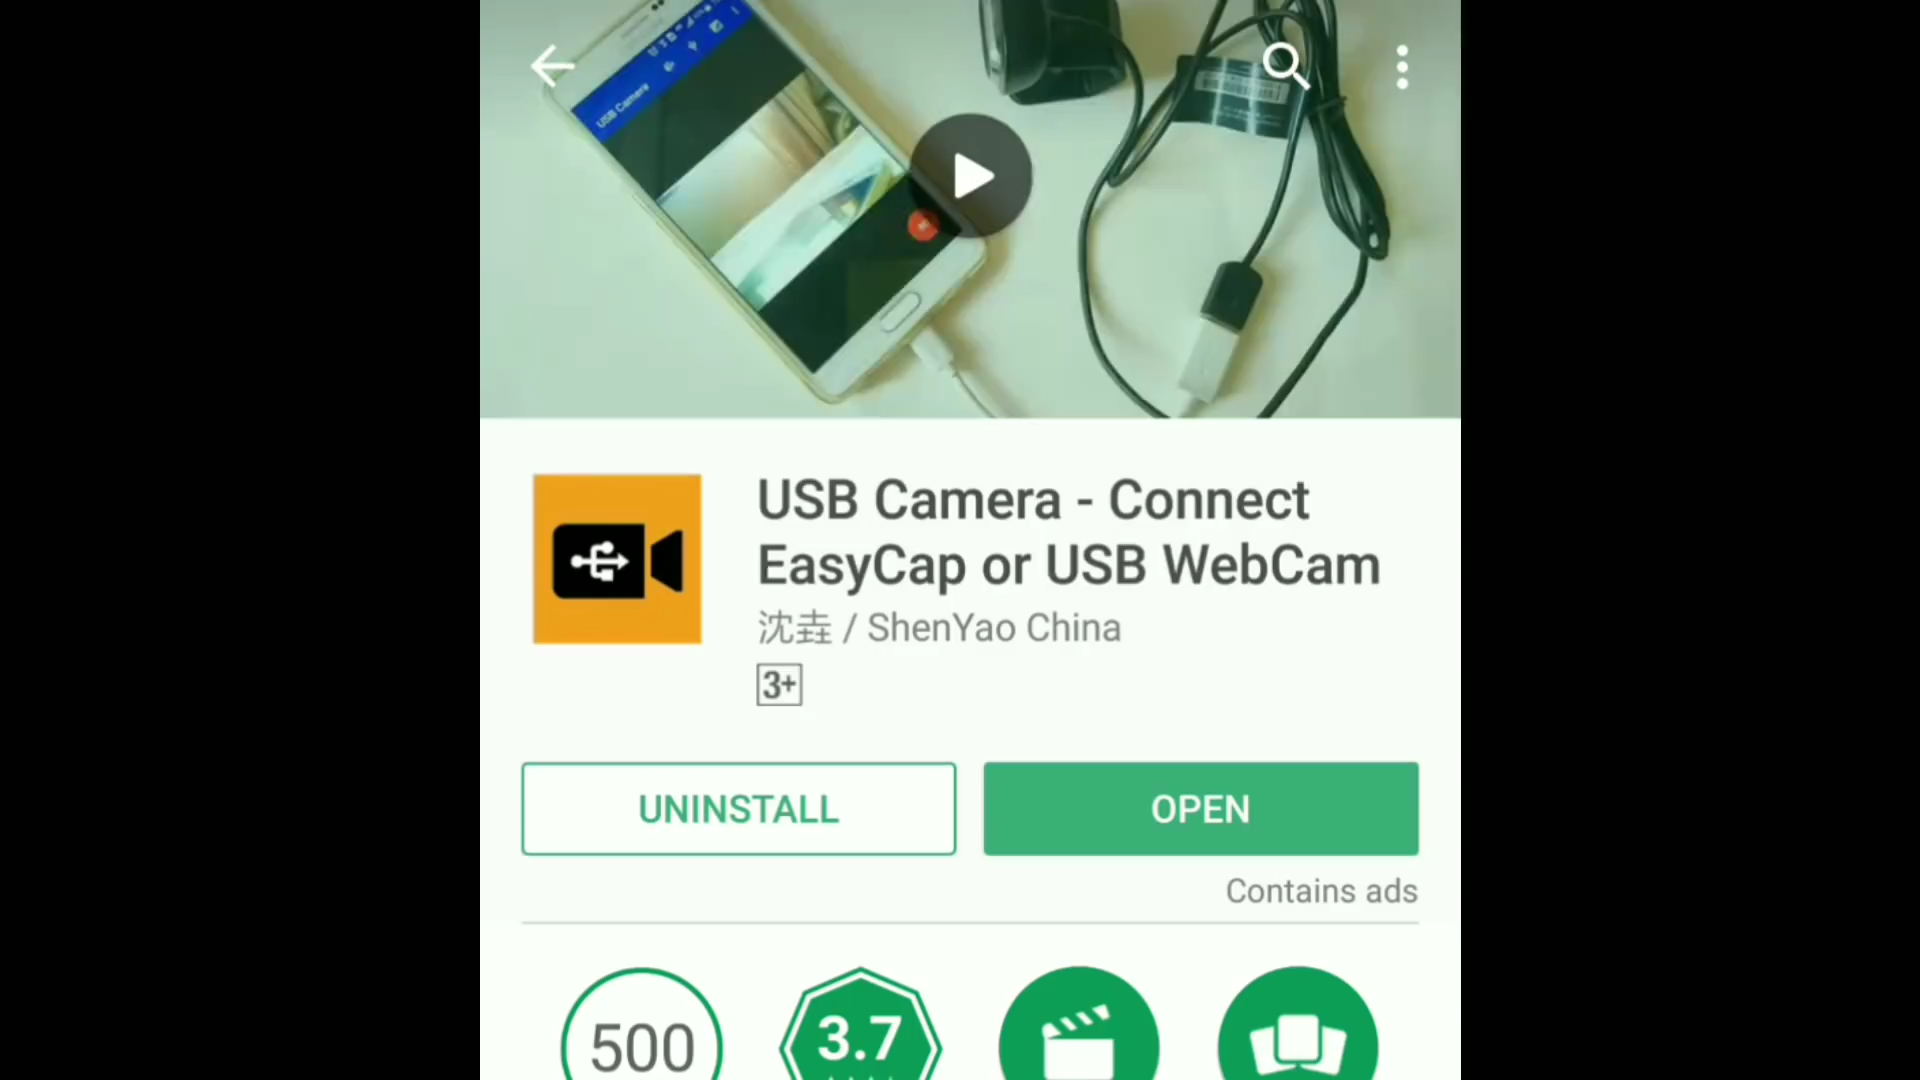 USB Camera
USB Camera - Connect
EasyCap or USB WebCam
沈垚 / ShenYao China
3+
UNINSTALL
OPEN
Contains ads
500
3.7